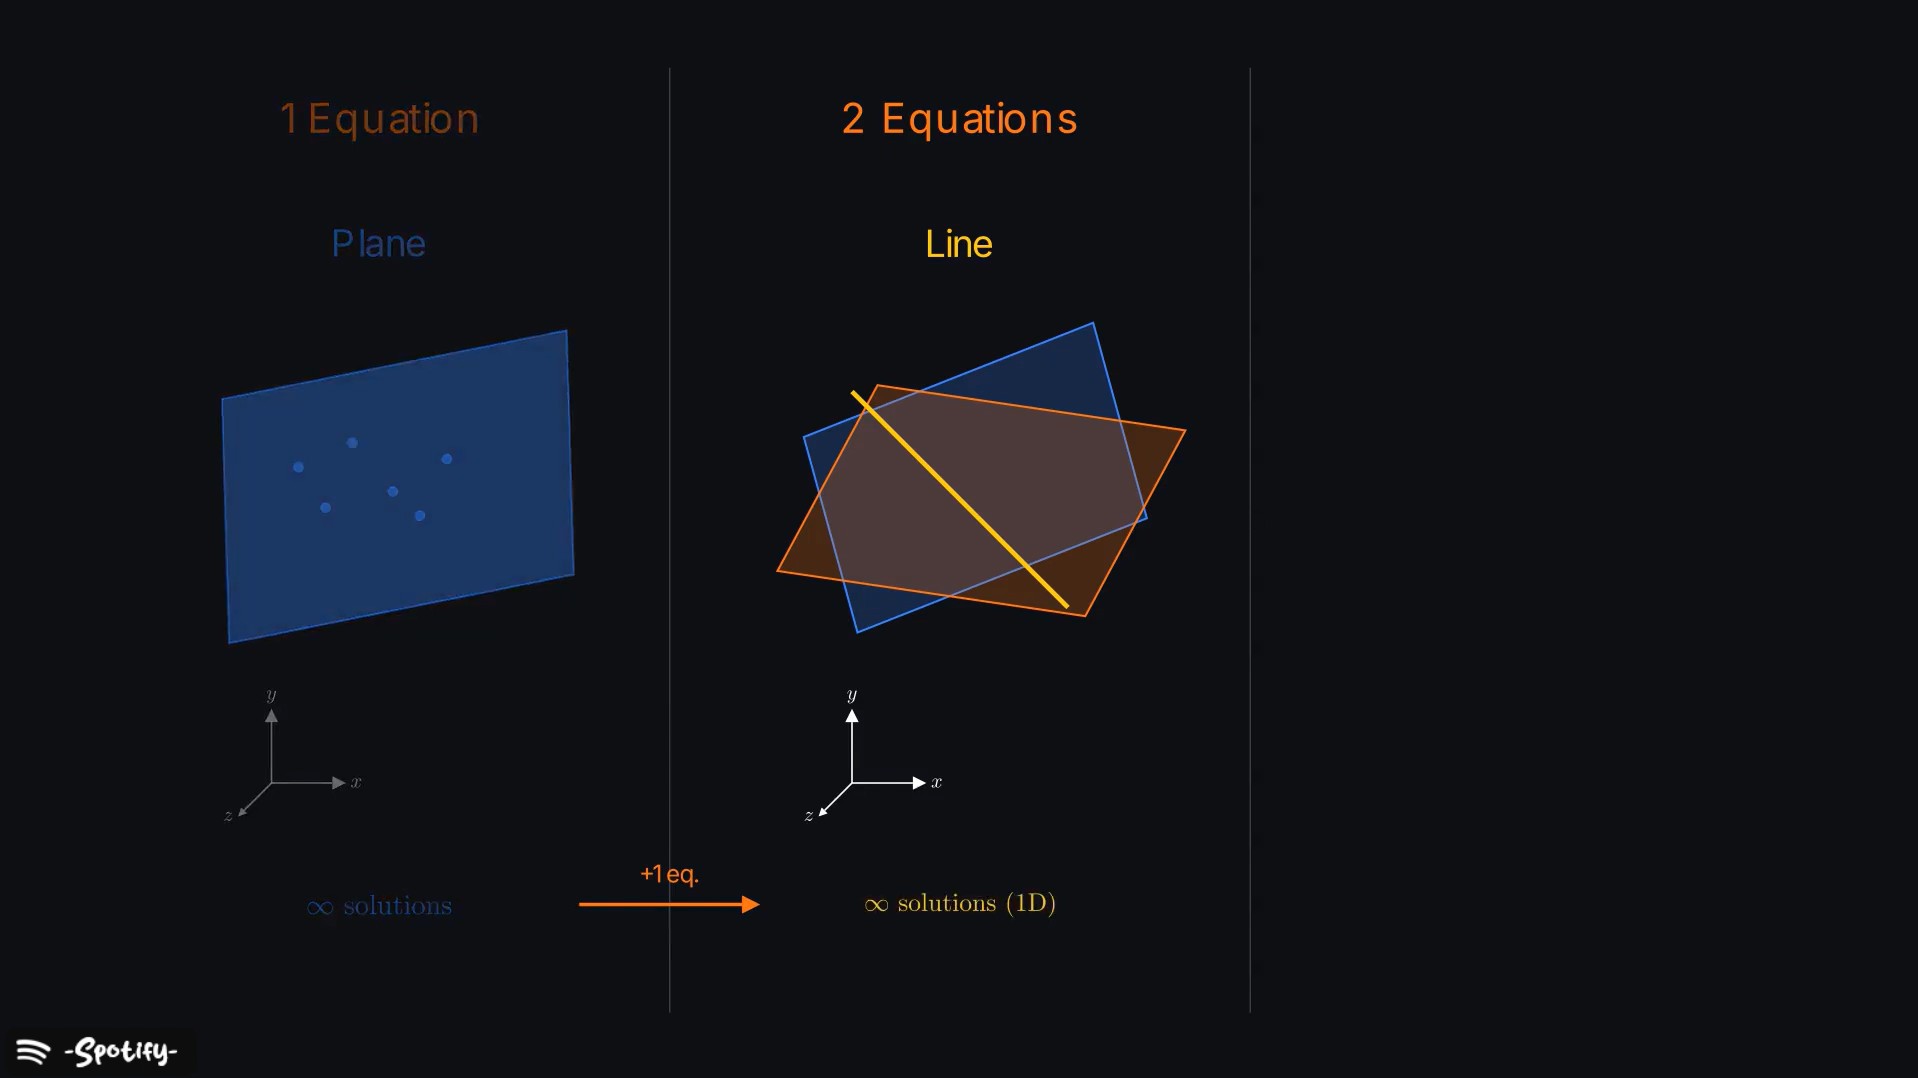 1 Equation
Plane
y
x
z
∞ solutions
+1 eq.
2 Equations
Line
y
x
z
∞ solutions (1D)
-Spotify-